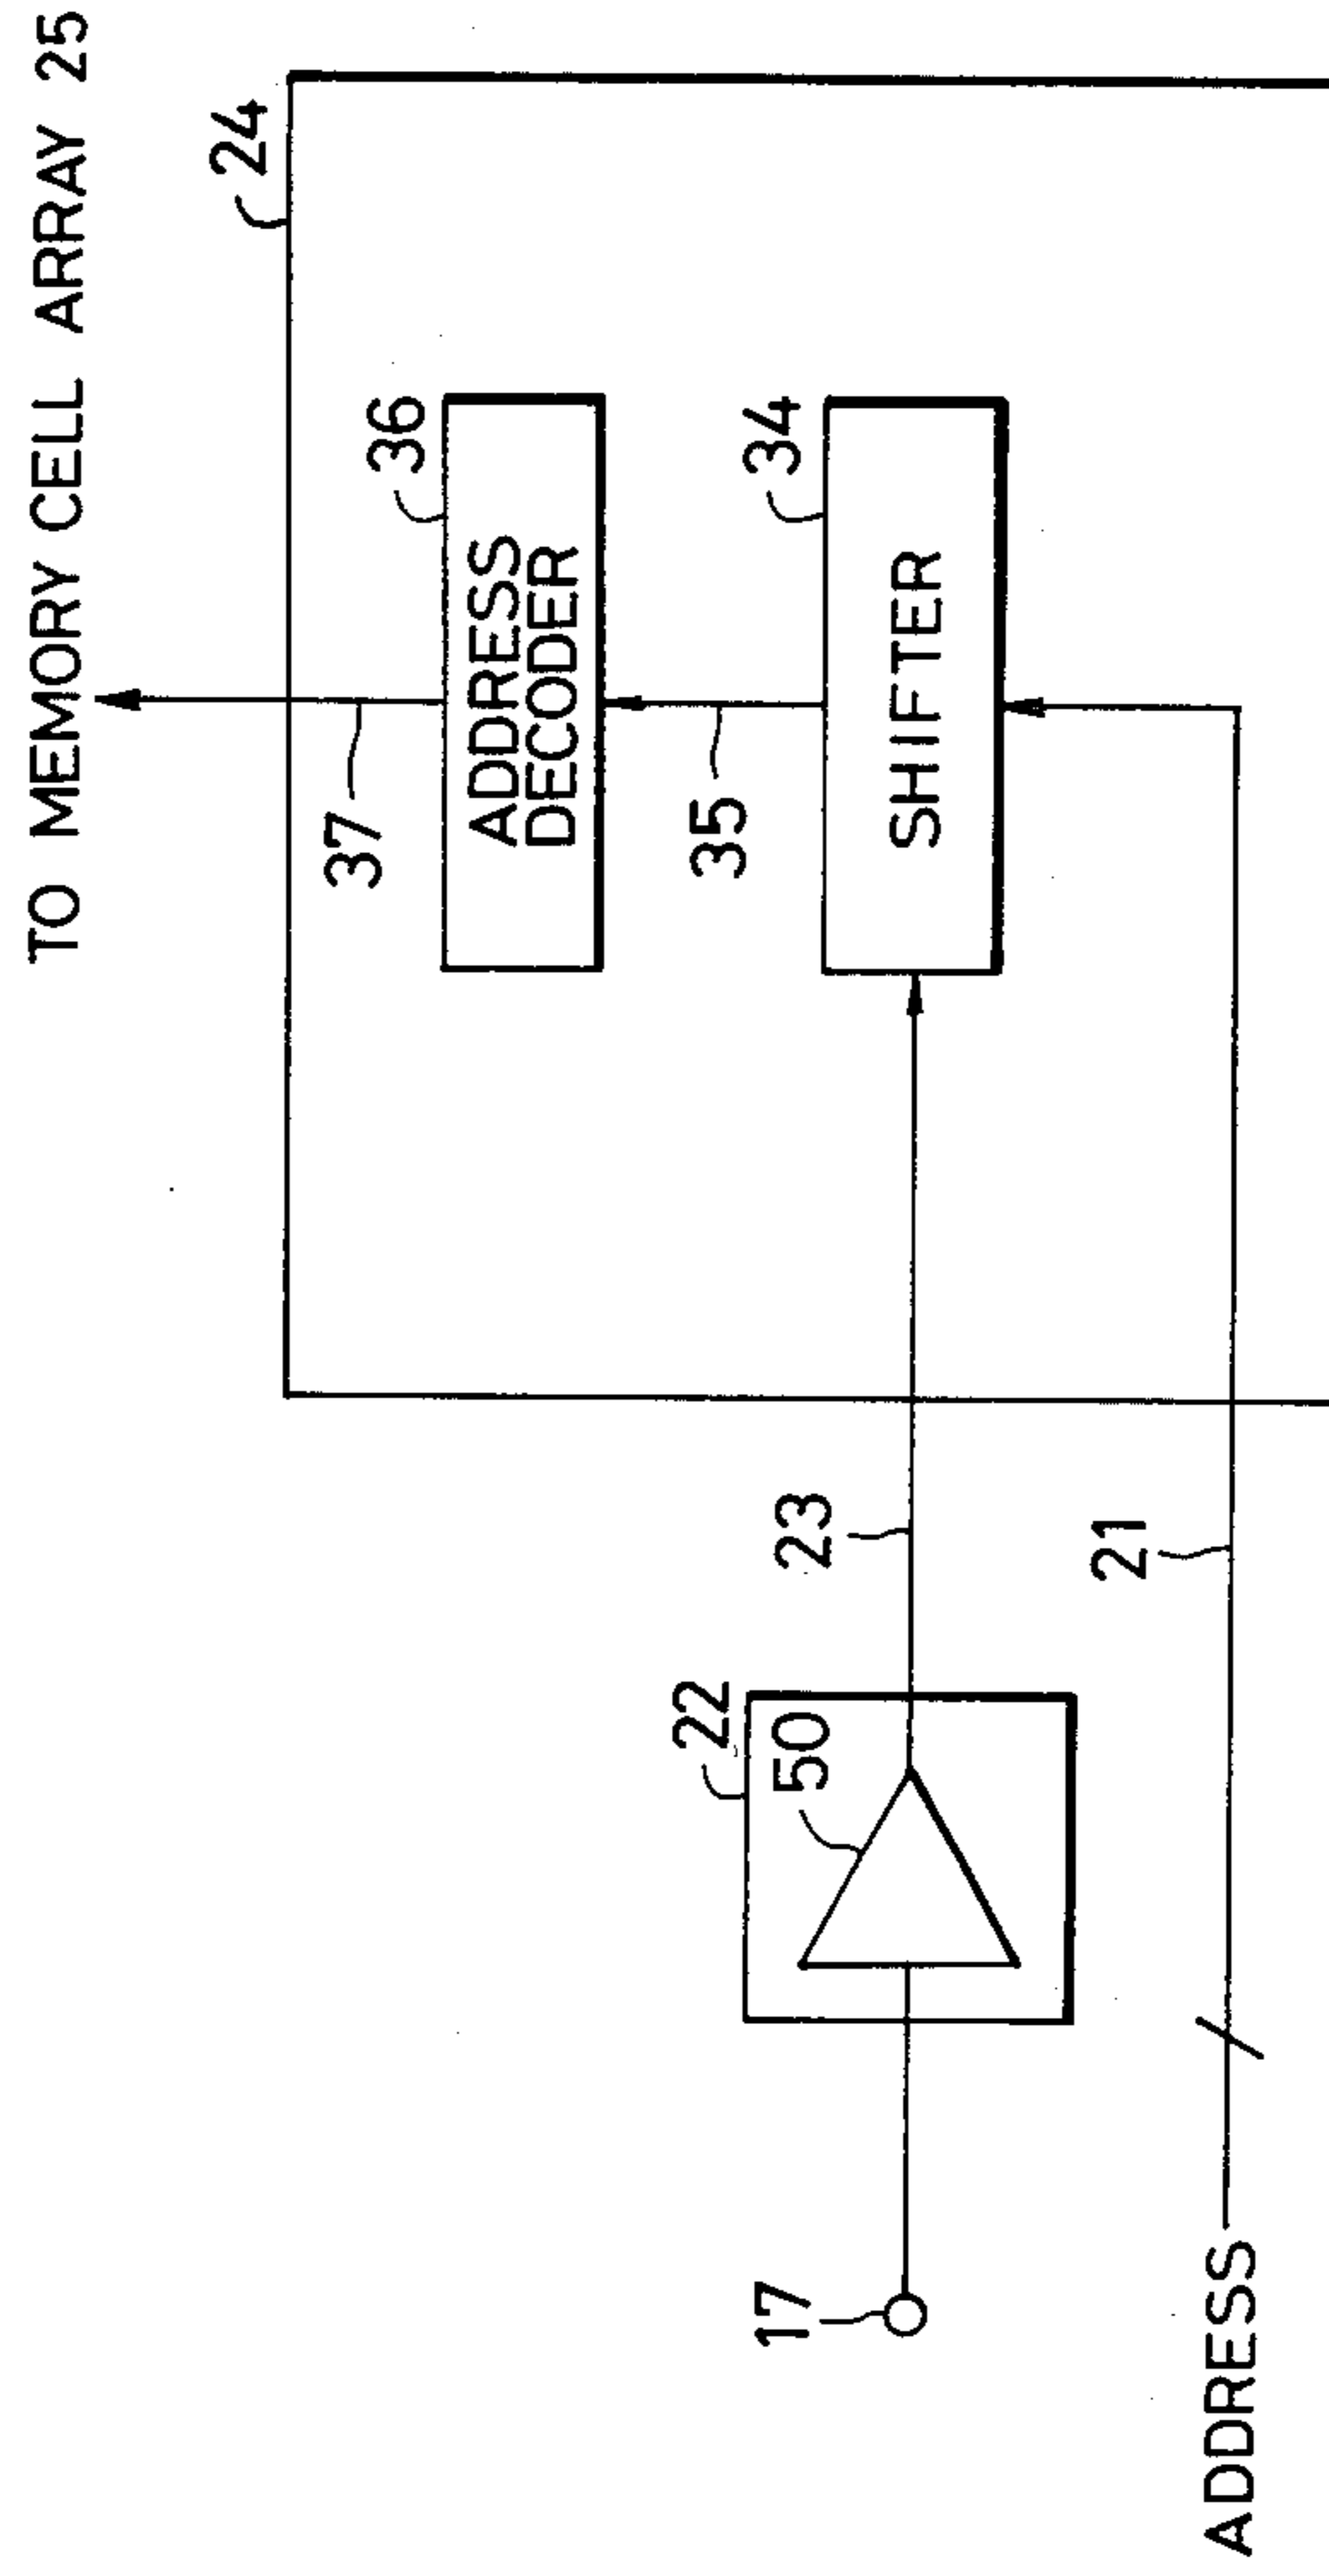 TO MEMORY CELL ARRAY 25
24
37
36
ADDRESS
DECODER
35
34
SHIFTER
22
50
23
17
21
ADDRESS